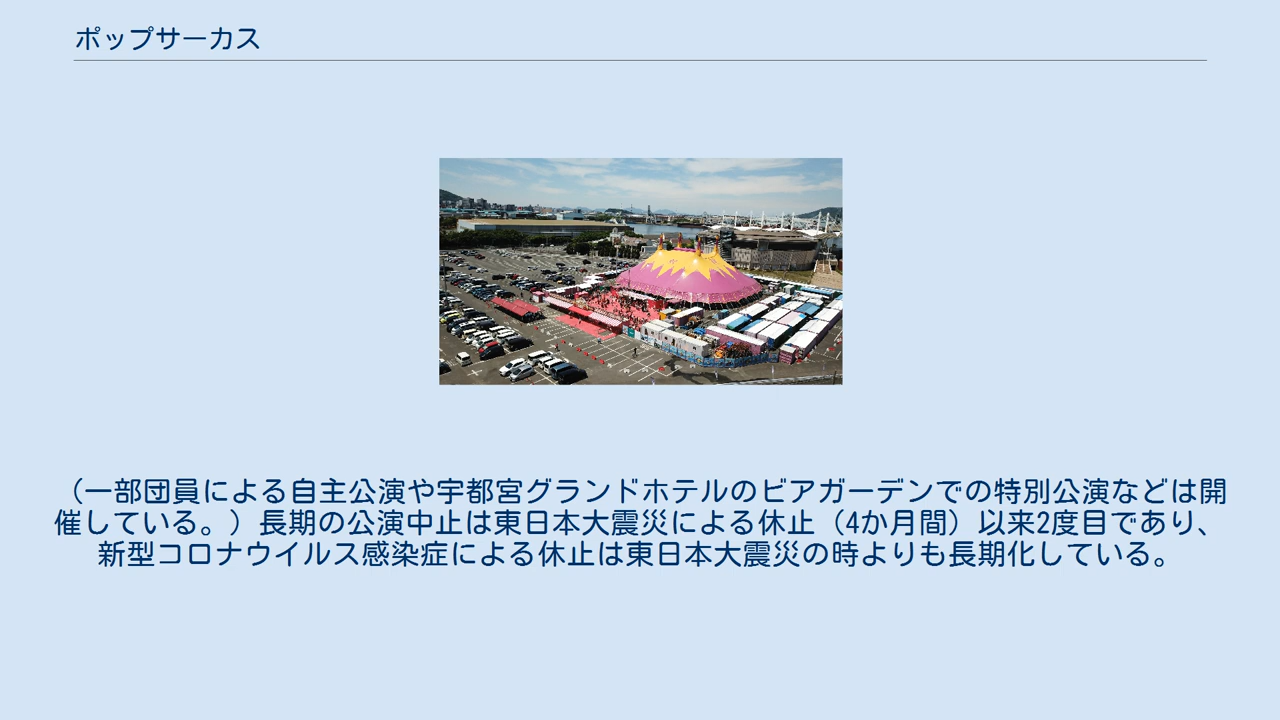 ポップサーカス
（一部団員による自主公演や宇都宮グランドホテルのビアガーデンでの特別公演などは開
催している。）長期の公演中止は東日本大震災による休止（4か月間）以来2度目であり、
新型コロナウイルス感染症による休止は東日本大震災の時よりも長期化している。